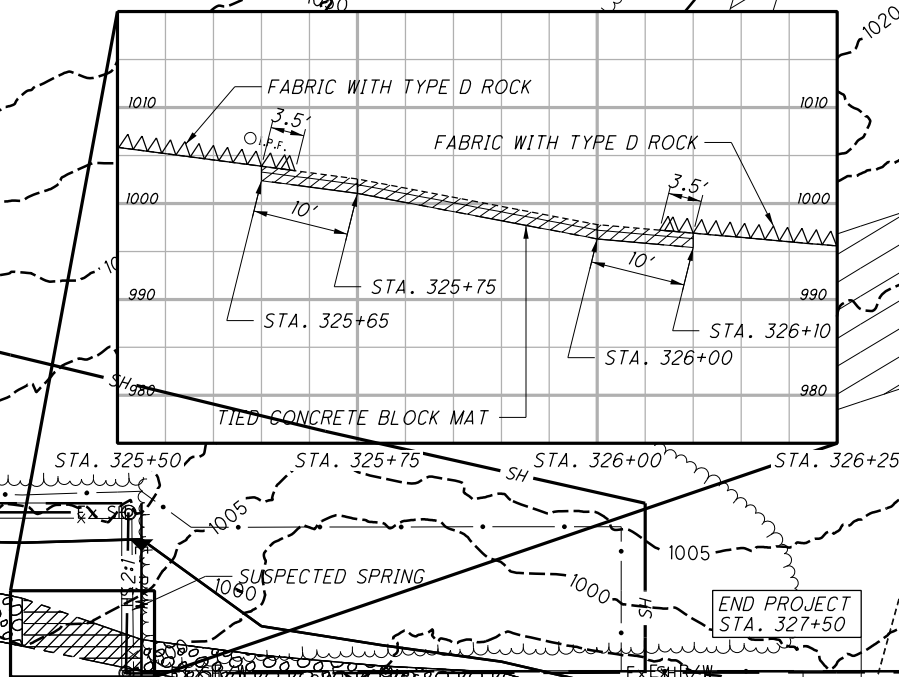 1020
1010
FABRIC WITH TYPE D ROCK
3.5'
I.P.F.
FABRIC WITH TYPE D ROCK
1010
1000
3.5'
1000
10'
10'
10
990
STA. 325+75
STA. 325+65
990
STA. 326+10
STA. 326+00
SH
980
980
TIED CONCRETE BLOCK MAT
STA. 325+50
STA. 325+75
STA. 326+00
STA. 326+25
SH
1005
1005
2:1
SUSPECTED SPRING
1000
1000
SH
END PROJECT
STA. 327+50